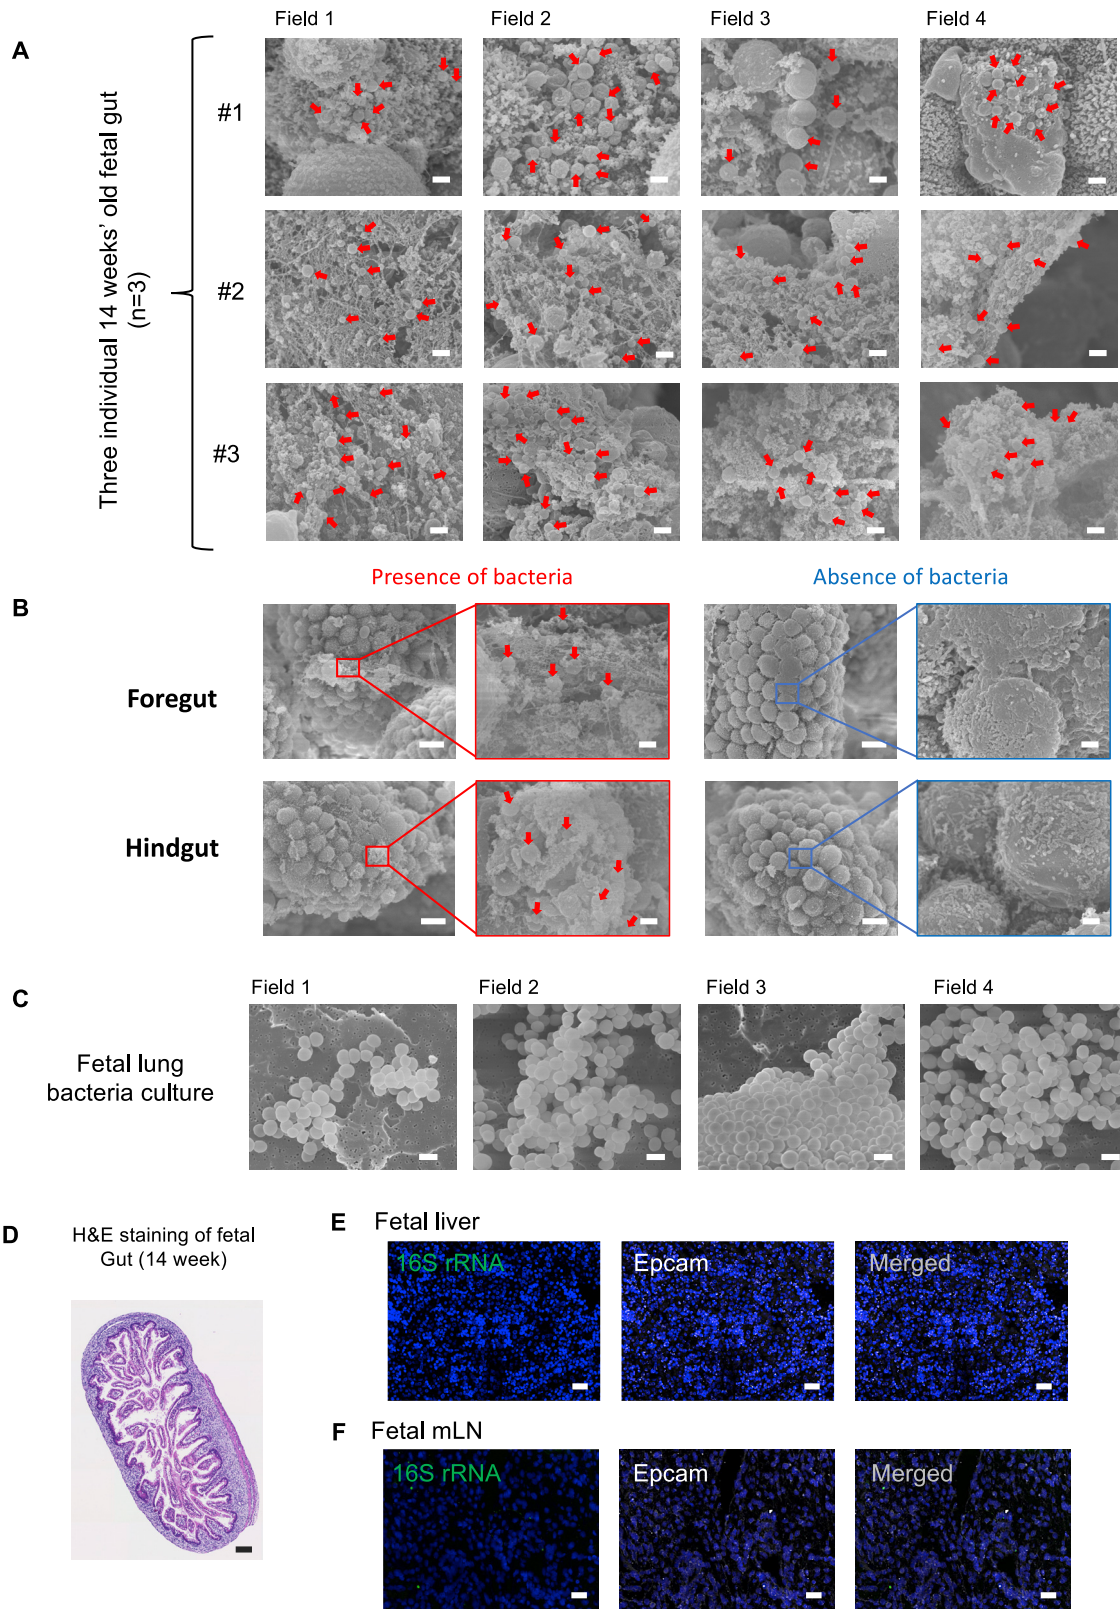 A
Field 1
Field 2
Field 3
Field 4
Three individual 14 weeks' old fetal gut
(n=3)
#1
#2
#3
B
Presence of bacteria
Absence of bacteria
Foregut
Hindgut
C
Field 1
Field 2
Field 3
Field 4
Fetal lung
bacteria culture
D
H&E staining of fetal
Gut (14 week)
E
Fetal liver
16S rRNA
Epcam
Merged
F
Fetal mLN
16S rRNA
Epcam
Merged